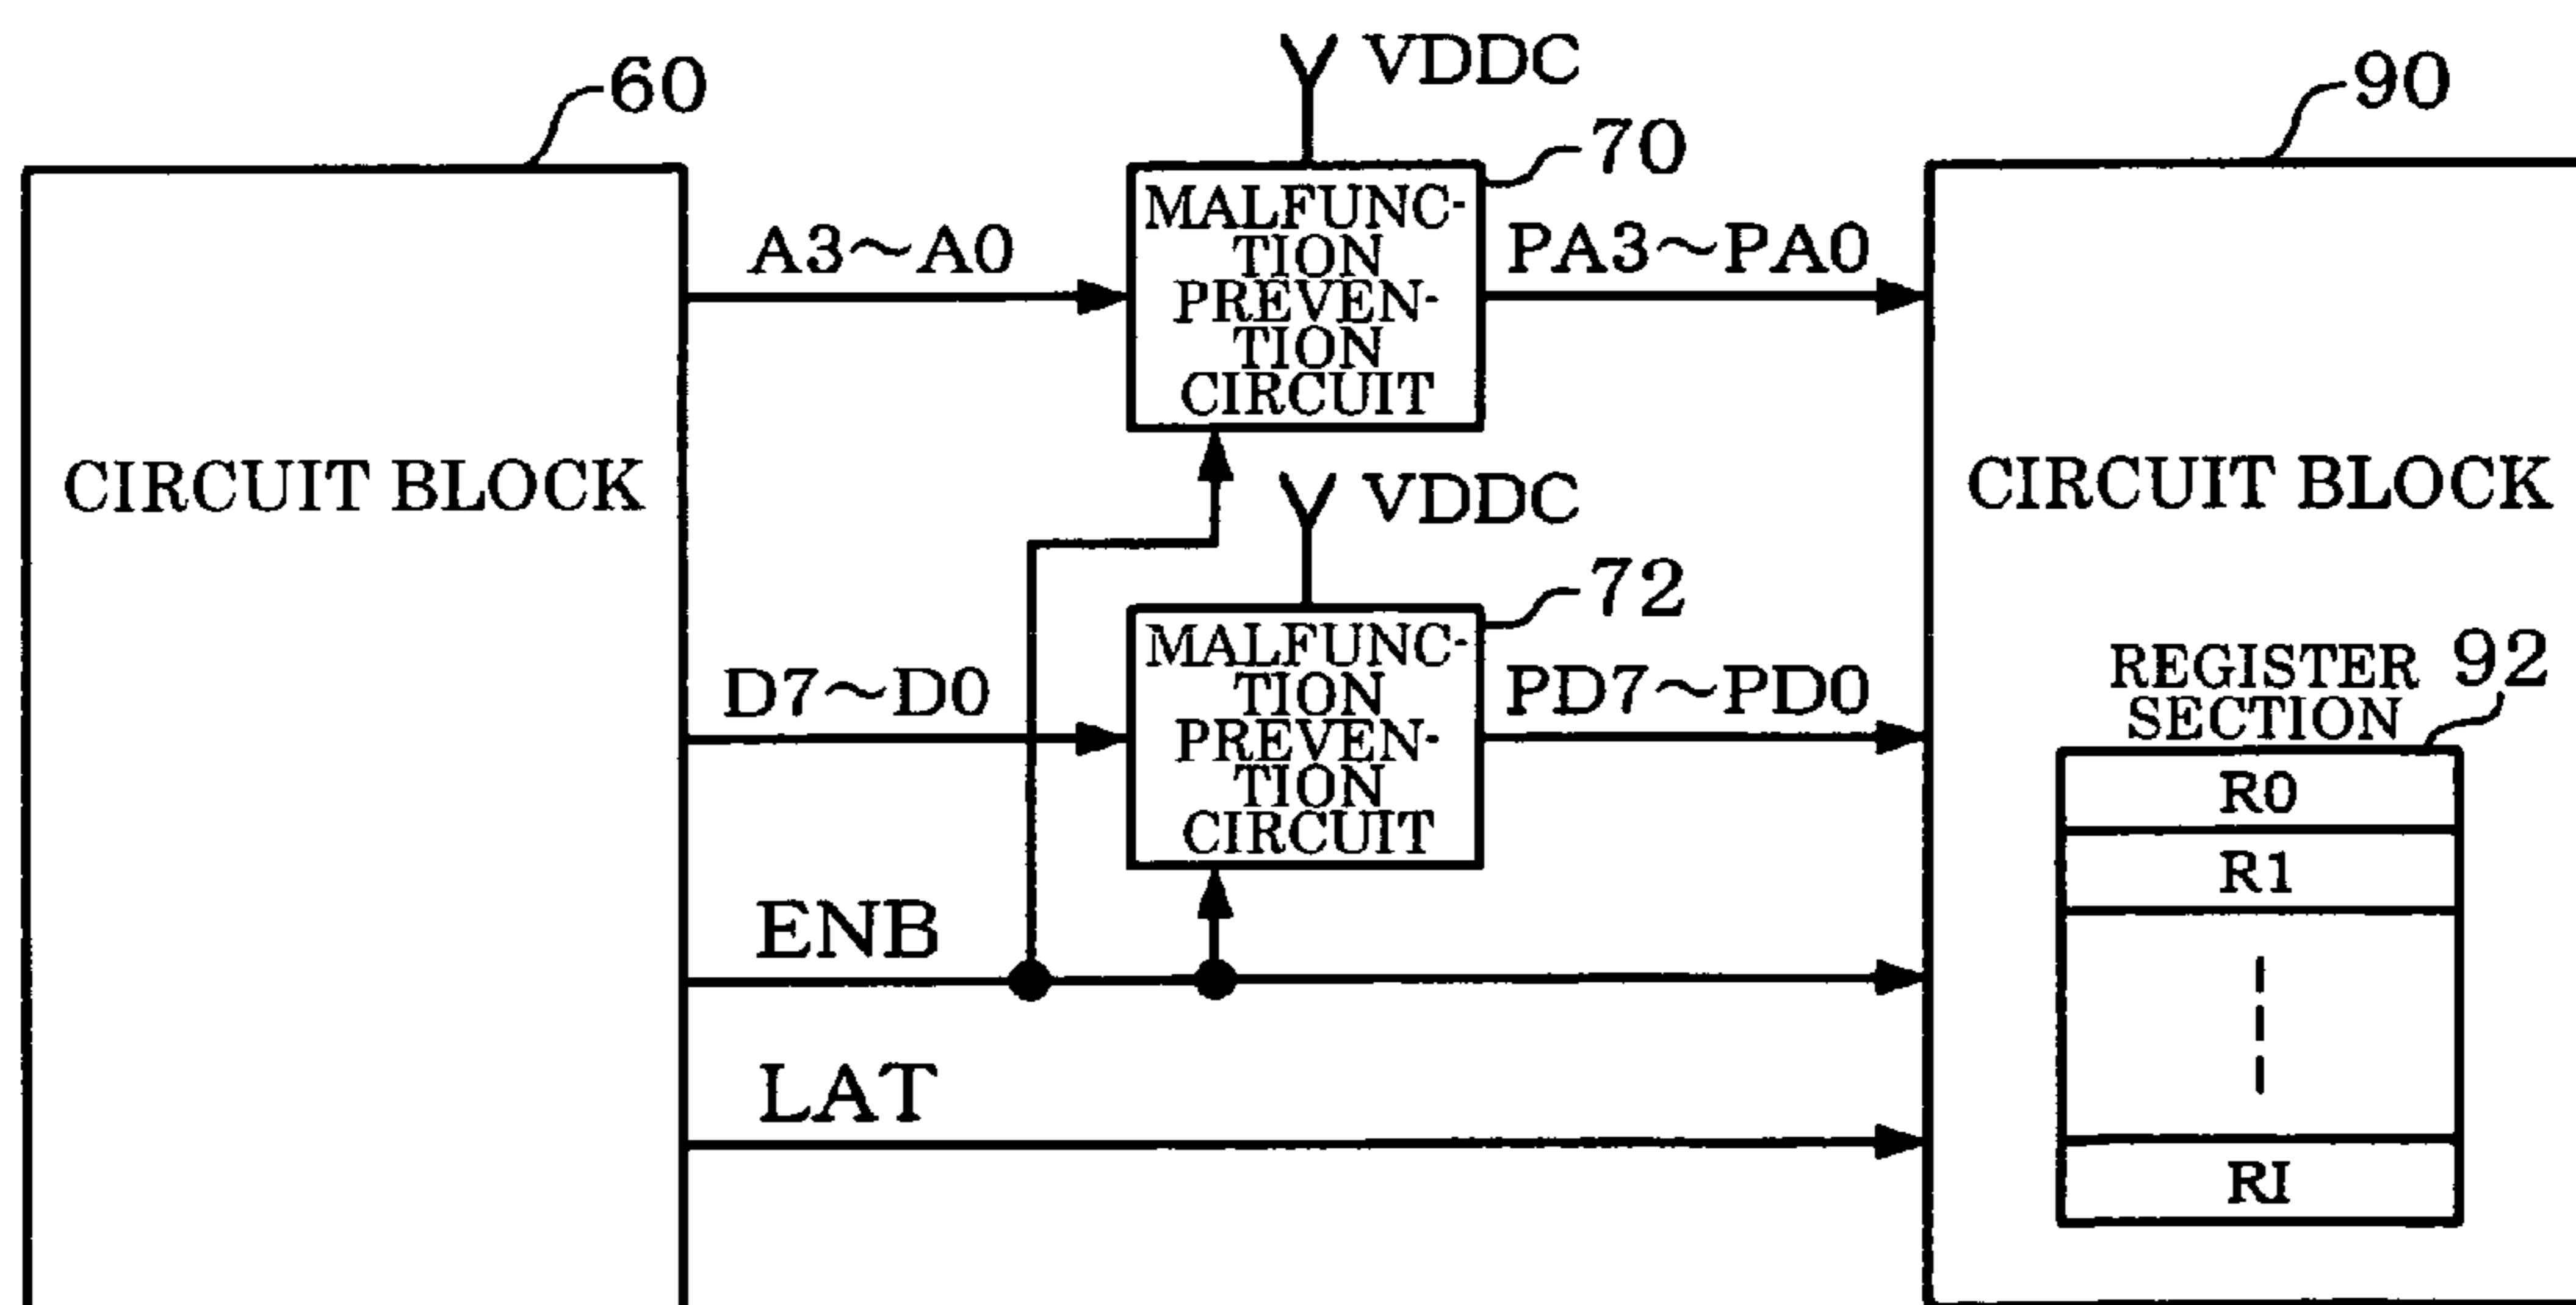 60
VDDC
90
70
MALFUNC-
TION
PREVEN-
TION
CIRCUIT
A3~A0
PA3~PA0
CIRCUIT BLOCK
VDDC
CIRCUIT BLOCK
72
MALFUNC-
TION
PREVEN-
TION
CIRCUIT
D7~D0
PD7~PD0
REGISTER
SECTION
92
R0
R1
ENB
LAT
RI